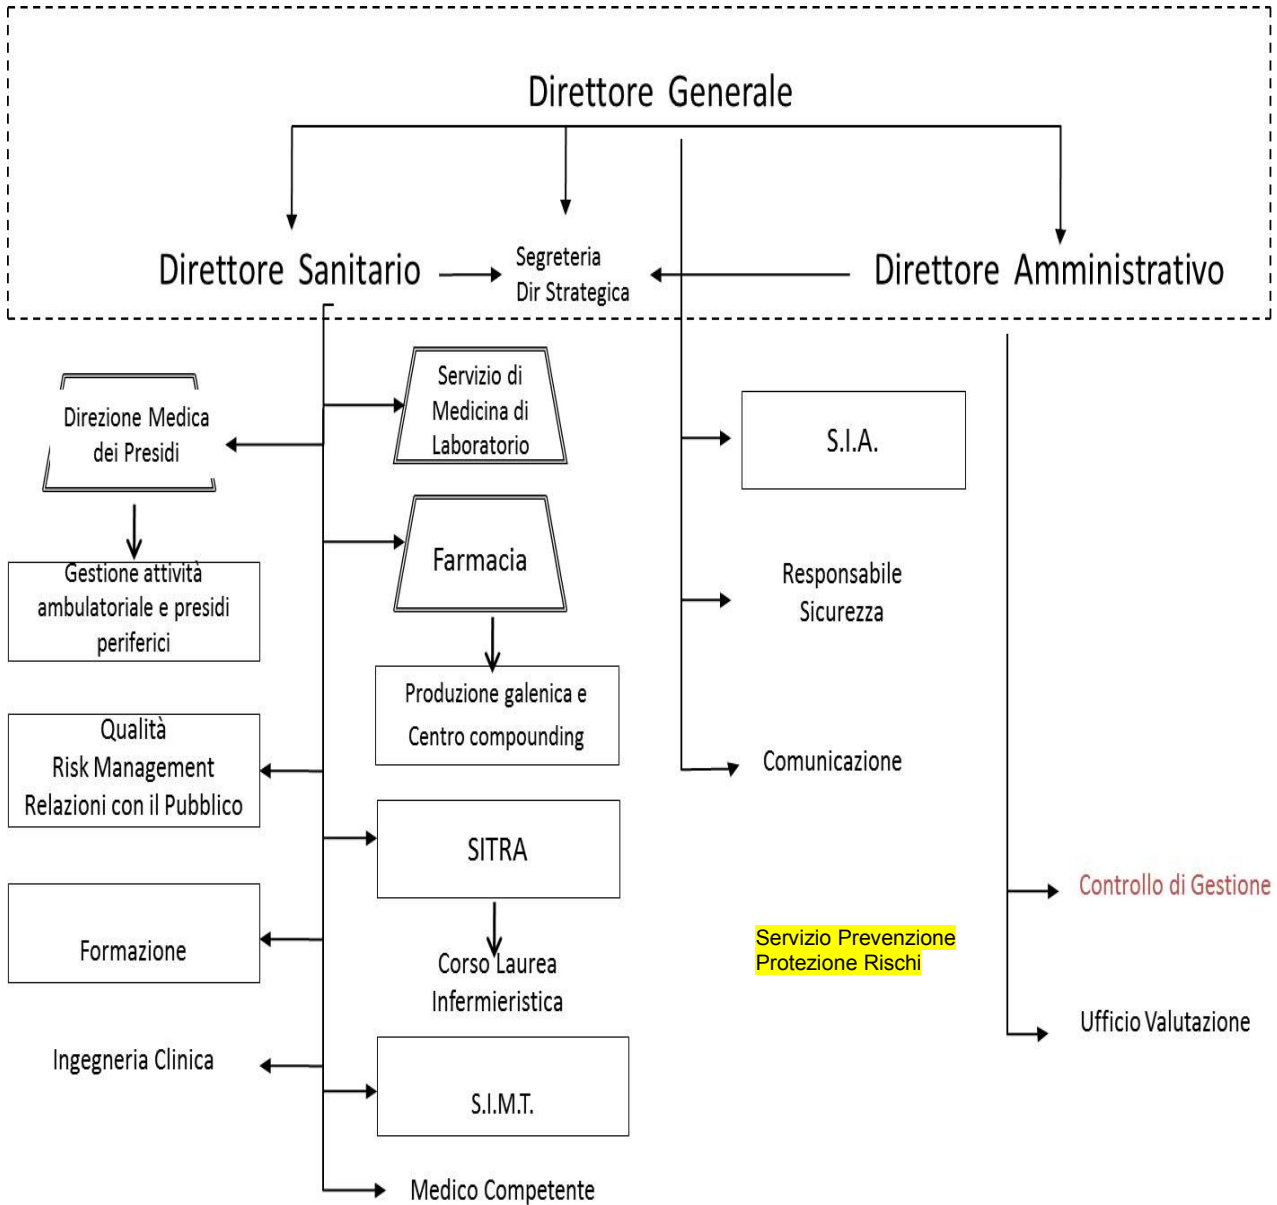 Direttore Generale
Direttore Sanitario
Segreteria
Dir Strategica
Direttore Amministrativo
Direzione Medica
dei Presidi
Servizio di
Medicina di
Laboratorio
S.I.A.
Gestione attività
ambulatoriale e presidi
periferici
Farmacia
Responsabile
Sicurezza
Produzione galenica e
Centro compounding
Qualità
Risk Management
Relazioni con il Pubblico
Comunicazione
SITRA
Controllo di Gestione
Formazione
Corso Laurea
Infermieristica
Servizio Prevenzione
Protezione Rischi
Ufficio Valutazione
Ingegneria Clinica
S.I.M.T.
Medico Competente